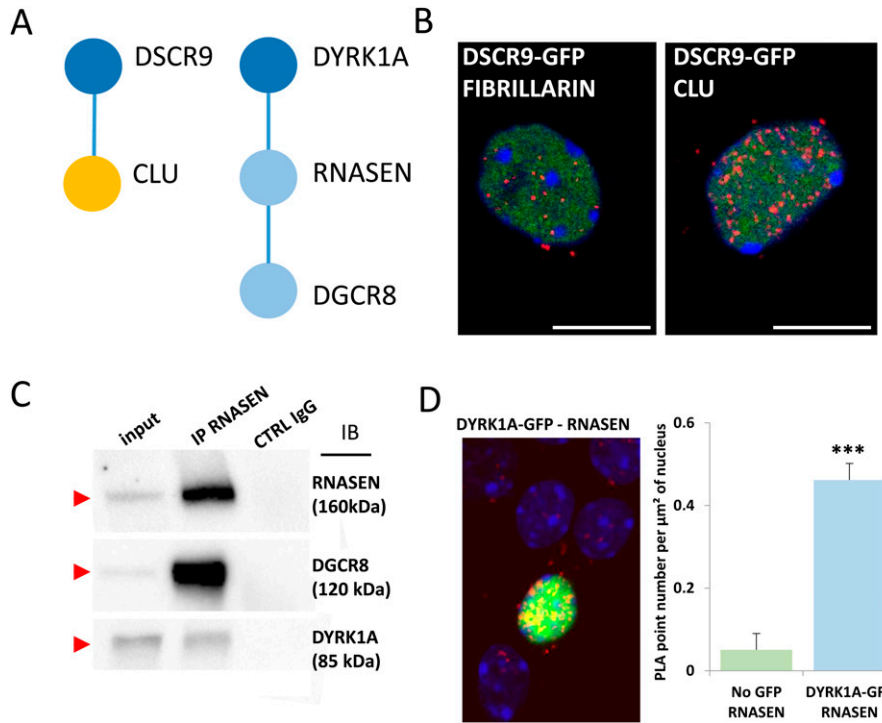 A
DSCR9
DYRK1A
CLU
RNASEN
DGCR8
B
DSCR9-GFP
FIBRILLARIN
DSCR9-GFP
CLU
C
input
IP RNASEN
CTRL IgG
IB
RNASEN
(160kDa)
DGCR8
(120 kDa)
DYRK1A
(85 kDa)
D
DYRK1A-GFP - RNASEN
PLA point number per µm² of nucleus
0.6
0.4
0.2
0
***
No GFP
RNASEN
DYRK1A-GF
RNASEN